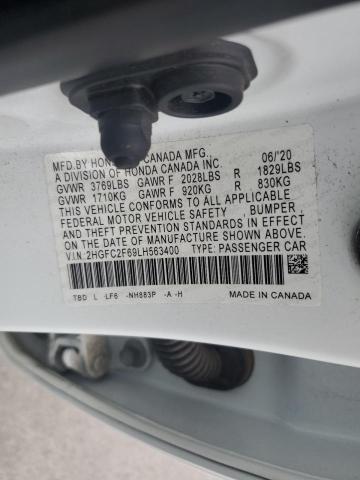 MFD.BY HONDA OF CANADA MFG.,
A DIVISION OF HONDA CANADA INC. 06/'20
GVWR 3769LBS GAWR F 2028LBS R 1829LBS
GVWR 1710KG GAWR F 920KG R 830KG
THIS VEHICLE CONFORMS TO ALL APPLICABLE
FEDERAL MOTOR VEHICLE SAFETY, BUMPER,
AND THEFT PREVENTION STANDARDS IN EFFECT
ON THE DATE OF MANUFACTURE SHOWN ABOVE.
V.I.N:2HGFC2F69LH563400 TYPE: PASSENGER CAR
TBD L -LF6 -NH883P -A -H MADE IN CANADA